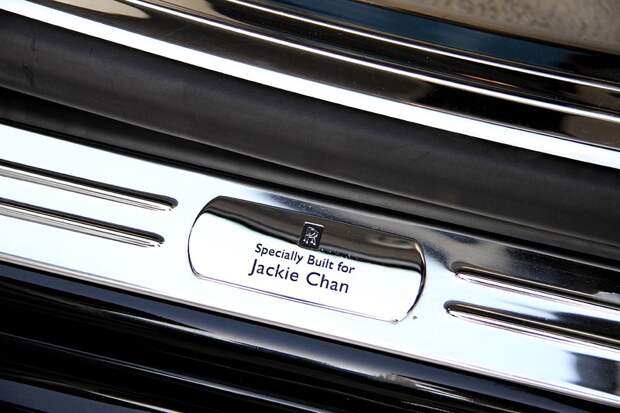 Specially Built for
Jackie Chan